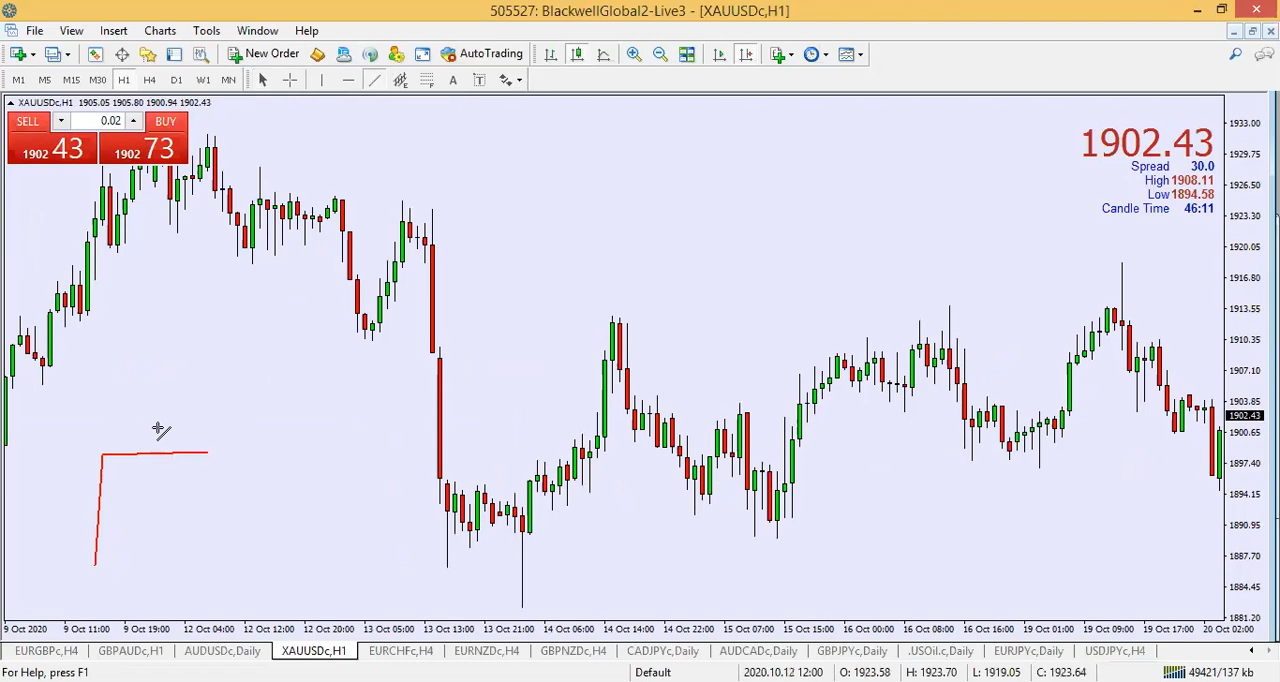 505527: BlackwellGlobal2-Live3 - [XAUUSDc,H1]
File View Insert Charts Tools Window Help
New Order AutoTrading
M1 M5 M15 M30 H1 H4 D1 W1 MN A T
XAUUSDc,H1 1905.05 1905.80 1900.94 1902.43
SELL 0.02 BUY
1902 43 1902 73
1902.43
Spread 30.0
High 1908.11
Low 1894.58
Candle Time 46:11
1933.00
1929.75
1926.50
1923.30
1920.05
1916.80
1913.55
1910.35
1907.10
1903.85
1902.43
1900.65
1897.40
1894.15
1890.95
1887.70
1884.45
1881.20
9 Oct 2020 9 Oct 11:00 9 Oct 19:00 12 Oct 04:00 12 Oct 12:00 12 Oct 20:00 13 Oct 05:00 13 Oct 13:00 13 Oct 21:00 14 Oct 06:00 14 Oct 14:00 14 Oct 22:00 15 Oct 07:00 15 Oct 15:00 16 Oct 00:00 16 Oct 08:00 16 Oct 16:00 19 Oct 01:00 19 Oct 09:00 19 Oct 17:00 20 Oct 02:00
EURGBPc,H4 GBPAUDc,H1 AUDUSDc,Daily XAUUSDc,H1 EURCHFc,H4 EURNZDc,H4 GBPNZDc,H4 CADJPYc,Daily AUDCADc,Daily GBPJPYc,Daily .USOil.c,Daily EURJPYc,Daily USDJPYc,H4
For Help, press F1 Default 2020.10.12 12:00 O: 1923.58 H: 1923.70 L: 1919.05 C: 1923.64 49421/137 kb